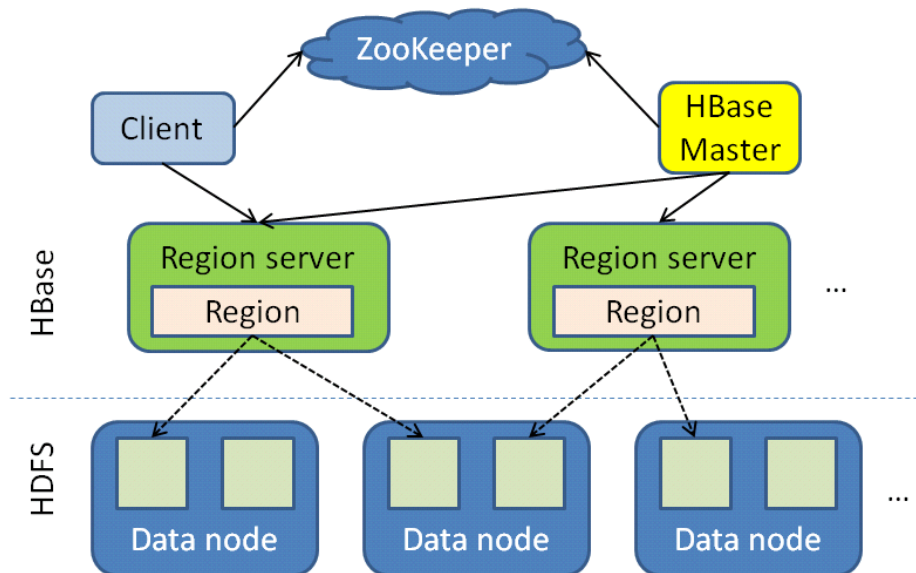 ZooKeeper
Client
HBase
Master
HBase
Region server
Region
Region server
Region
...
HDFS
Data node
Data node
Data node
...